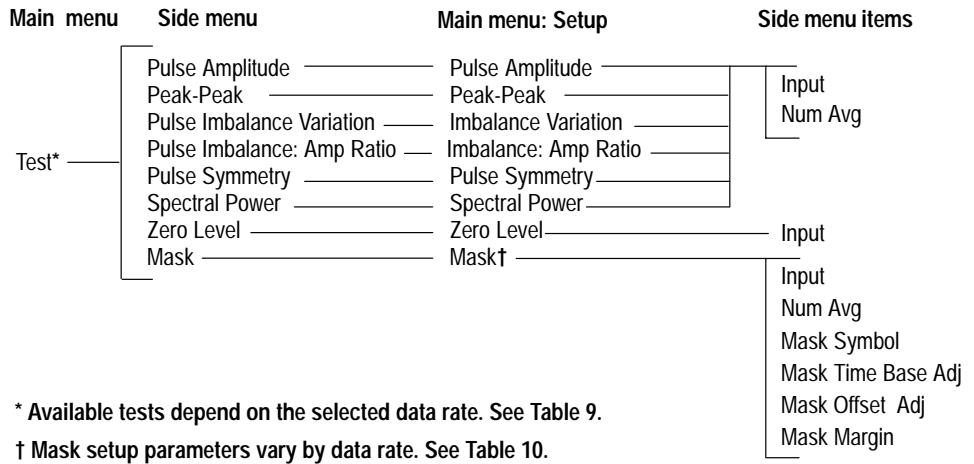 Main menu Side menu Main menu: Setup Side menu items
Pulse Amplitude Pulse Amplitude
Input
Peak-Peak Peak-Peak
Num Avg
Pulse Imbalance Variation Imbalance Variation
Pulse Imbalance: Amp Ratio Imbalance: Amp Ratio
Test*
Pulse Symmetry Pulse Symmetry
Spectral Power Spectral Power
Zero Level Zero Level Input
Mask Mask†
Input
Num Avg
Mask Symbol
Mask Time Base Adj
Mask Offset Adj
Mask Margin
* Available tests depend on the selected data rate. See Table 9.
† Mask setup parameters vary by data rate. See Table 10.